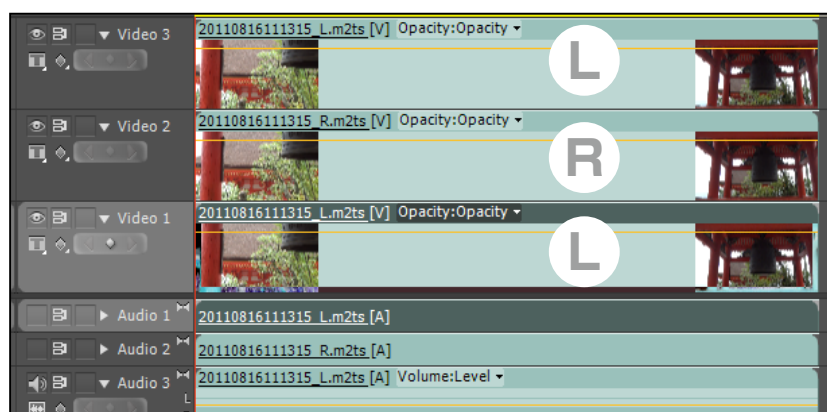 Video 3 20110816111315_L.m2ts [V] Opacity:Opacity
L
Video 2 20110816111315_R.m2ts [V] Opacity:Opacity
R
Video 1 20110816111315_L.m2ts [V] Opacity:Opacity
L
Audio 1 20110816111315_L.m2ts [A]
Audio 2 20110816111315_R.m2ts [A]
Audio 3 20110816111315_L.m2ts [A] Volume:Level
L